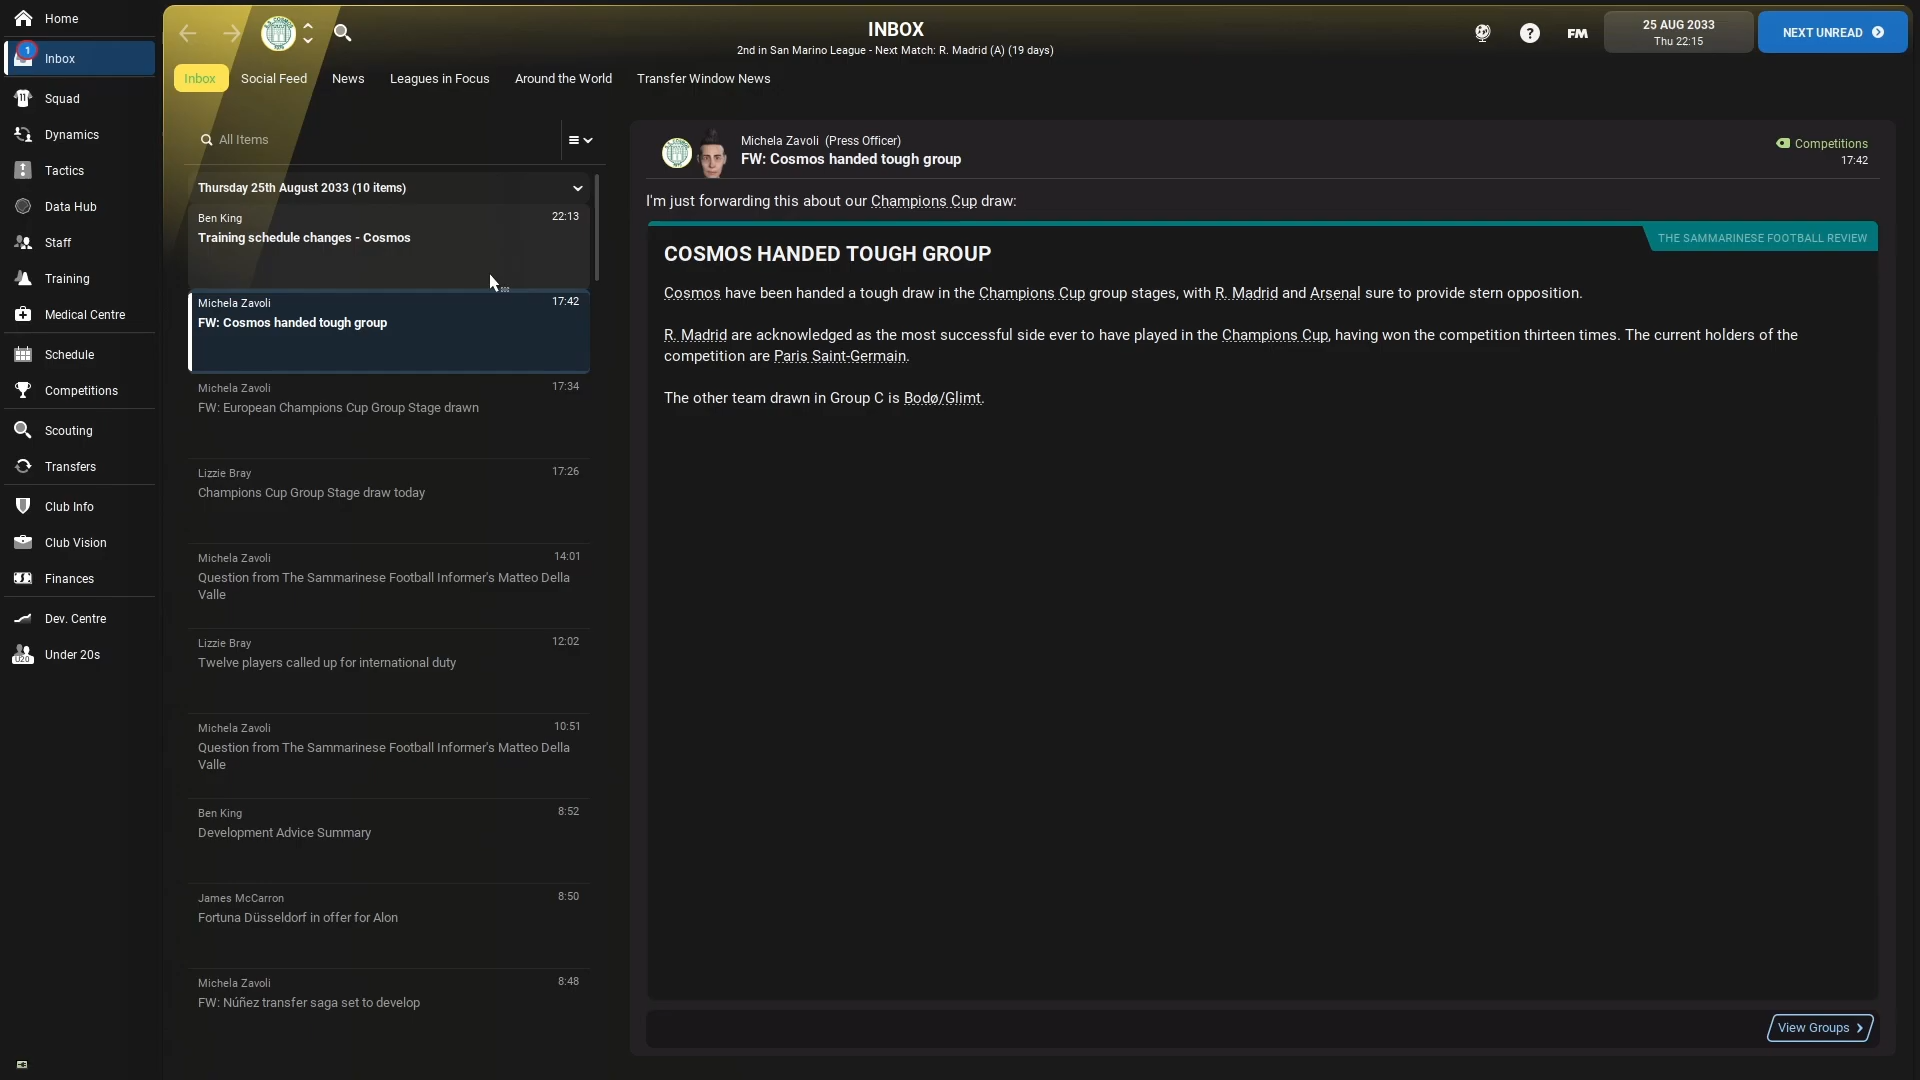 Home
1
Inbox
Squad
Dynamics
Tactics
Data Hub
Staff
Training
Medical Centre
Schedule
Competitions
Scouting
Transfers
Club Info
Club Vision
Finances
Dev. Centre
U20
Under 20s
INBOX
2nd in San Marino League - Next Match: R. Madrid (A) (19 days)
FM
25 AUG 2033
Thu 22:15
NEXT UNREAD
Inbox
Social Feed
News
Leagues in Focus
Around the World
Transfer Window News
All Items
Thursday 25th August 2033 (10 items)
Ben King 22:13
Training schedule changes - Cosmos
Michela Zavoli 17:42
FW: Cosmos handed tough group
Michela Zavoli 17:34
FW: European Champions Cup Group Stage drawn
Lizzie Bray 17:26
Champions Cup Group Stage draw today
Michela Zavoli 14:01
Question from The Sammarinese Football Informer's Matteo Della
Valle
Lizzie Bray 12:02
Twelve players called up for international duty
Michela Zavoli 10:51
Question from The Sammarinese Football Informer's Matteo Della
Valle
Ben King 8:52
Development Advice Summary
James McCarron 8:50
Fortuna Düsseldorf in offer for Alon
Michela Zavoli 8:48
FW: Núñez transfer saga set to develop
Michela Zavoli (Press Officer)
FW: Cosmos handed tough group
Competitions
17:42
I'm just forwarding this about our Champions Cup draw:
THE SAMMARINESE FOOTBALL REVIEW
COSMOS HANDED TOUGH GROUP
Cosmos have been handed a tough draw in the Champions Cup group stages, with R. Madrid and Arsenal sure to provide stern opposition.
R. Madrid are acknowledged as the most successful side ever to have played in the Champions Cup, having won the competition thirteen times. The current holders of the
competition are Paris Saint-Germain.
The other team drawn in Group C is Bodø/Glimt.
View Groups